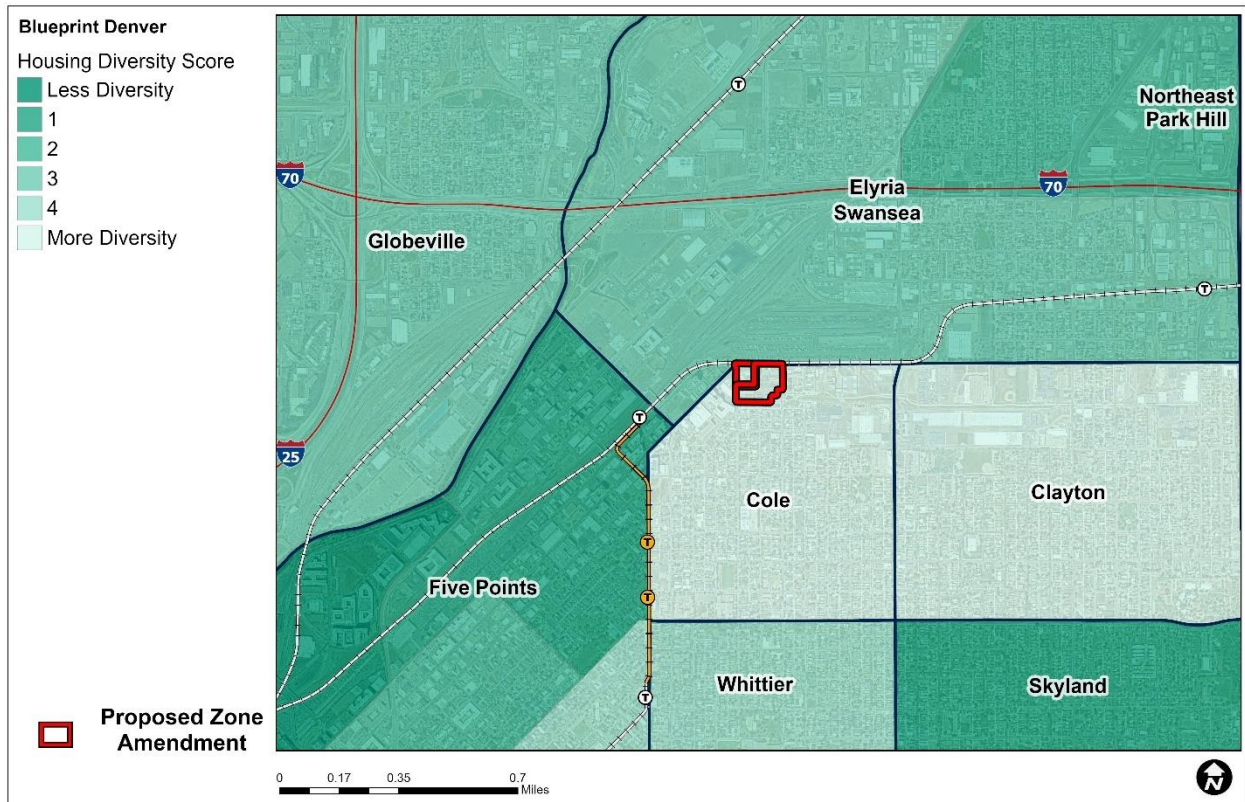 Blueprint Denver
Housing Diversity Score
Less Diversity
1
2
3
4
More Diversity
Proposed Zone
Amendment
T
Northeast
Park Hill
70
70
Elyria
Swansea
Globeville
T
T
25
Cole
Clayton
T
Five Points
T
Whittier
Skyland
T
0
0.17
0.35
0.7
Miles
N